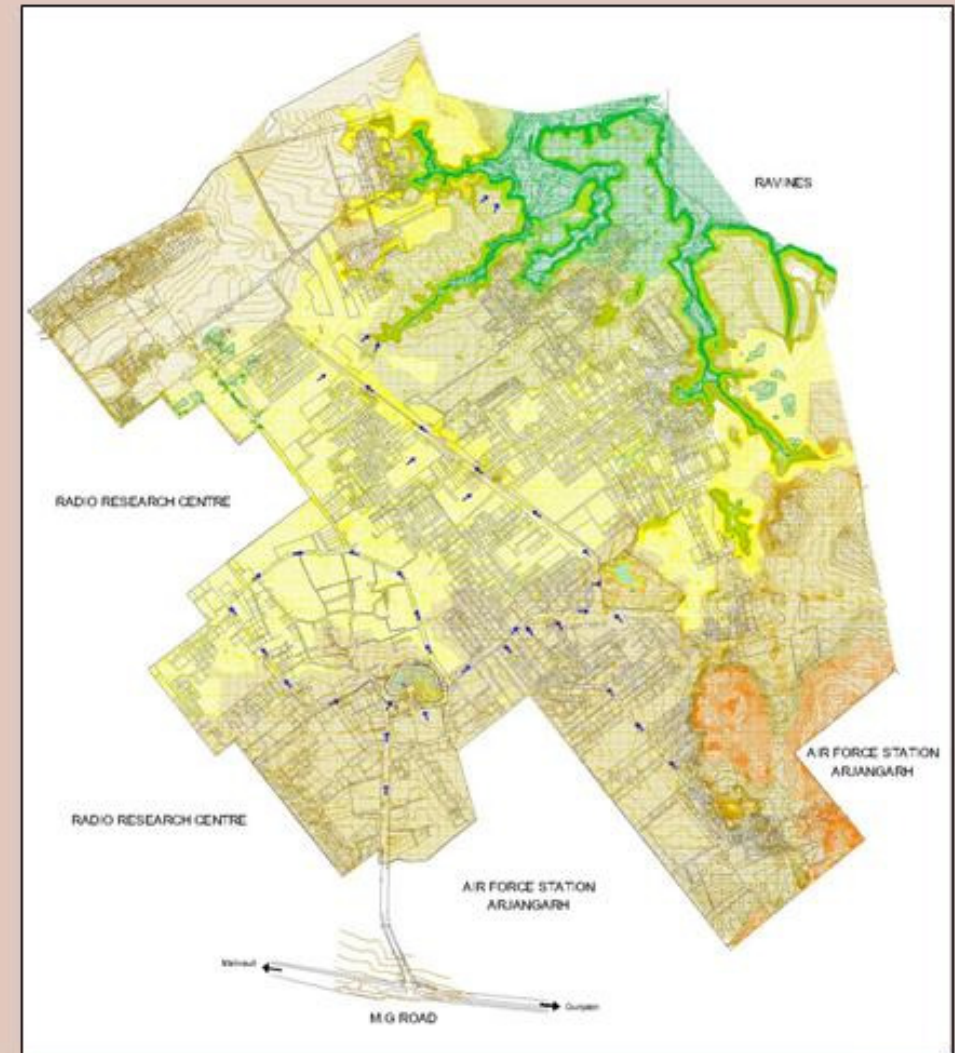 RAVINES
RADIO RESEARCH CENTRE
AIR FORCE STATION
ARJANGARH
RADIO RESEARCH CENTRE
AIR FORCE STATION
ARJANGARH
Gurgaon
M.G ROAD